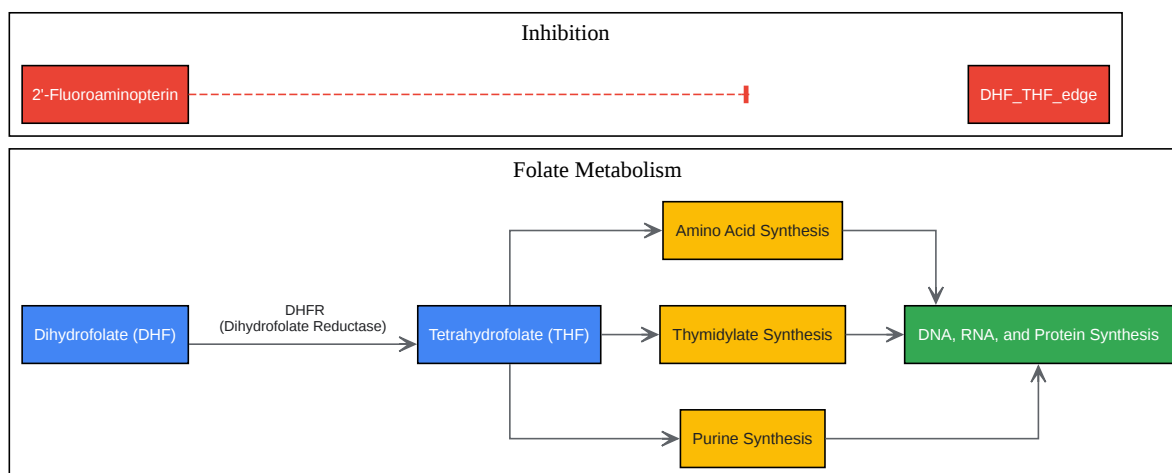 Inhibition
2'-Fluoroaminopterin
DHF_THF_edge
Folate Metabolism
Amino Acid Synthesis
DHFR
(Dihydrofolate Reductase)
Dihydrofolate (DHF)
Tetrahydrofolate (THF)
Thymidylate Synthesis
DNA, RNA, and Protein Synthesis
Purine Synthesis